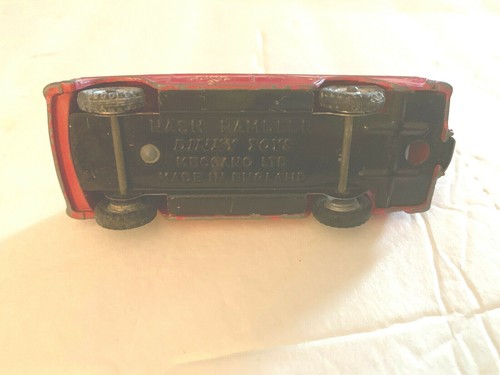 NASH RAMBLER
DINKY TOYS
MECCANO LTD
MADE IN ENGLAND